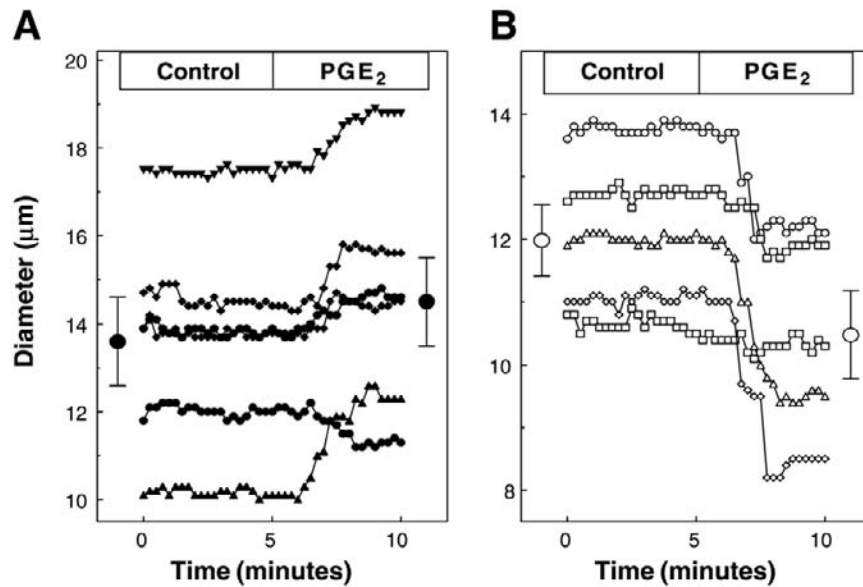 A
Control PGE2
20
18
16
14
12
10
0 5 10
Diameter (μm)
Time (minutes)
B
Control PGE2
14
12
10
8
0 5 10
Time (minutes)